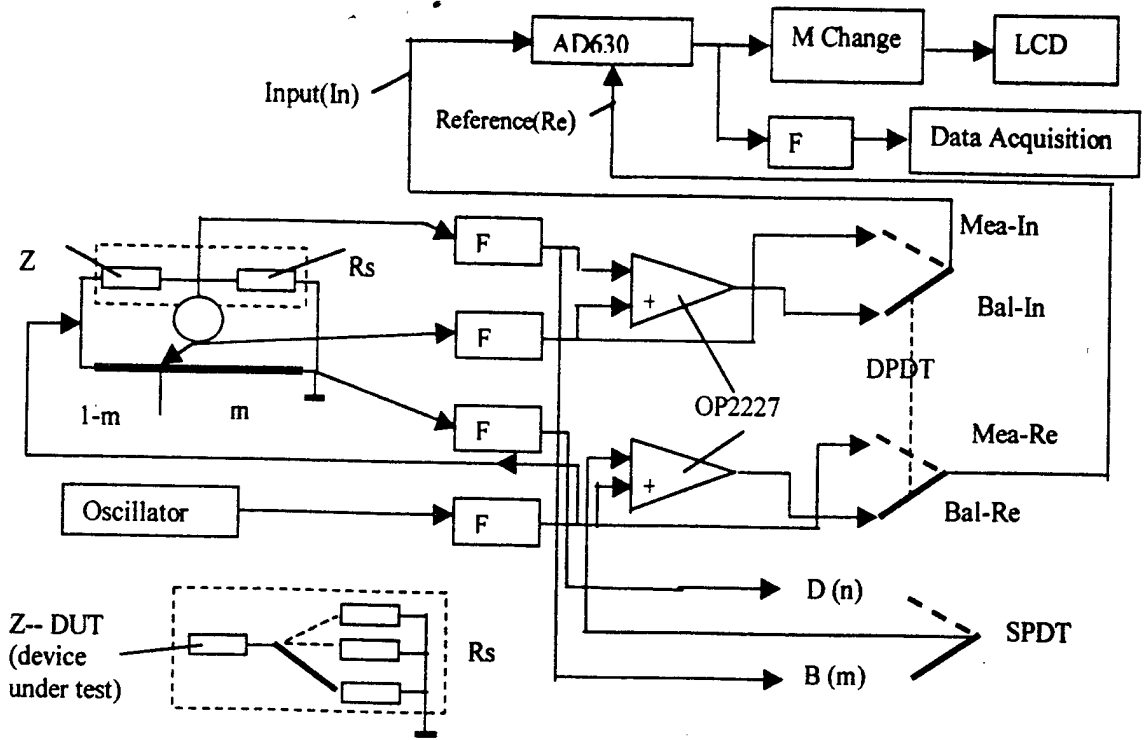 AD630
M Change
LCD
Input(In)
Reference(Re)
F
Data Acquisition
Z
Rs
F
Mea-In
+
Bal-In
F
DPDT
1-m
m
OP2227
F
Mea-Re
+
Oscillator
F
Bal-Re
D (n)
Z-- DUT
(device
under test)
Rs
SPDT
B (m)